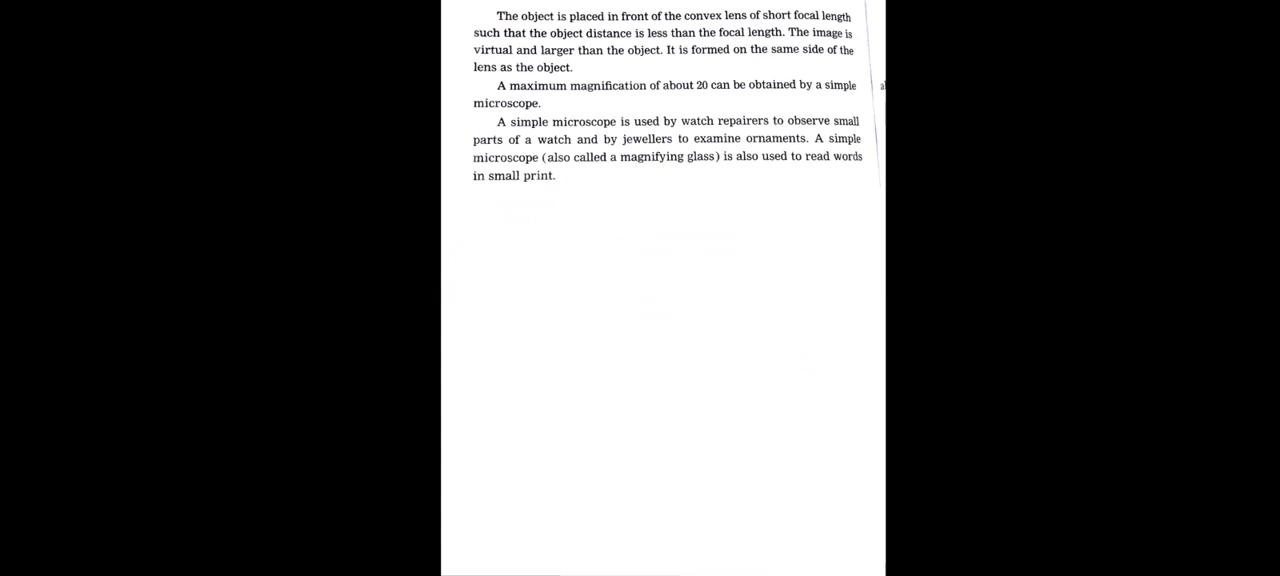 The object is placed in front of the convex lens of short focal length
such that the object distance is less than the focal length. The image is
virtual and larger than the object. It is formed on the same side of the
lens as the object.
A maximum magnification of about 20 can be obtained by a simple
microscope.
A simple microscope is used by watch repairers to observe small
parts of a watch and by jewellers to examine ornaments. A simple
microscope (also called a magnifying glass) is also used to read words
in small print.